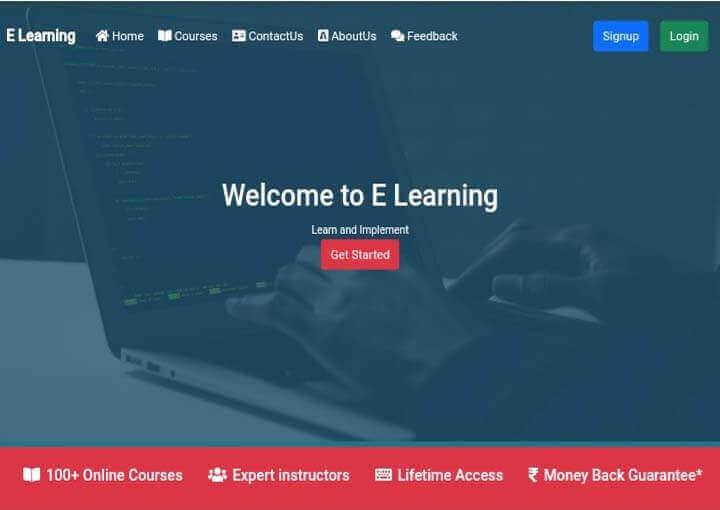 E Learning Home Courses ContactUs AboutUs Feedback Signup Login
Welcome to E Learning
Learn and Implement
Get Started
100+ Online Courses Expert instructors Lifetime Access ₹ Money Back Guarantee*